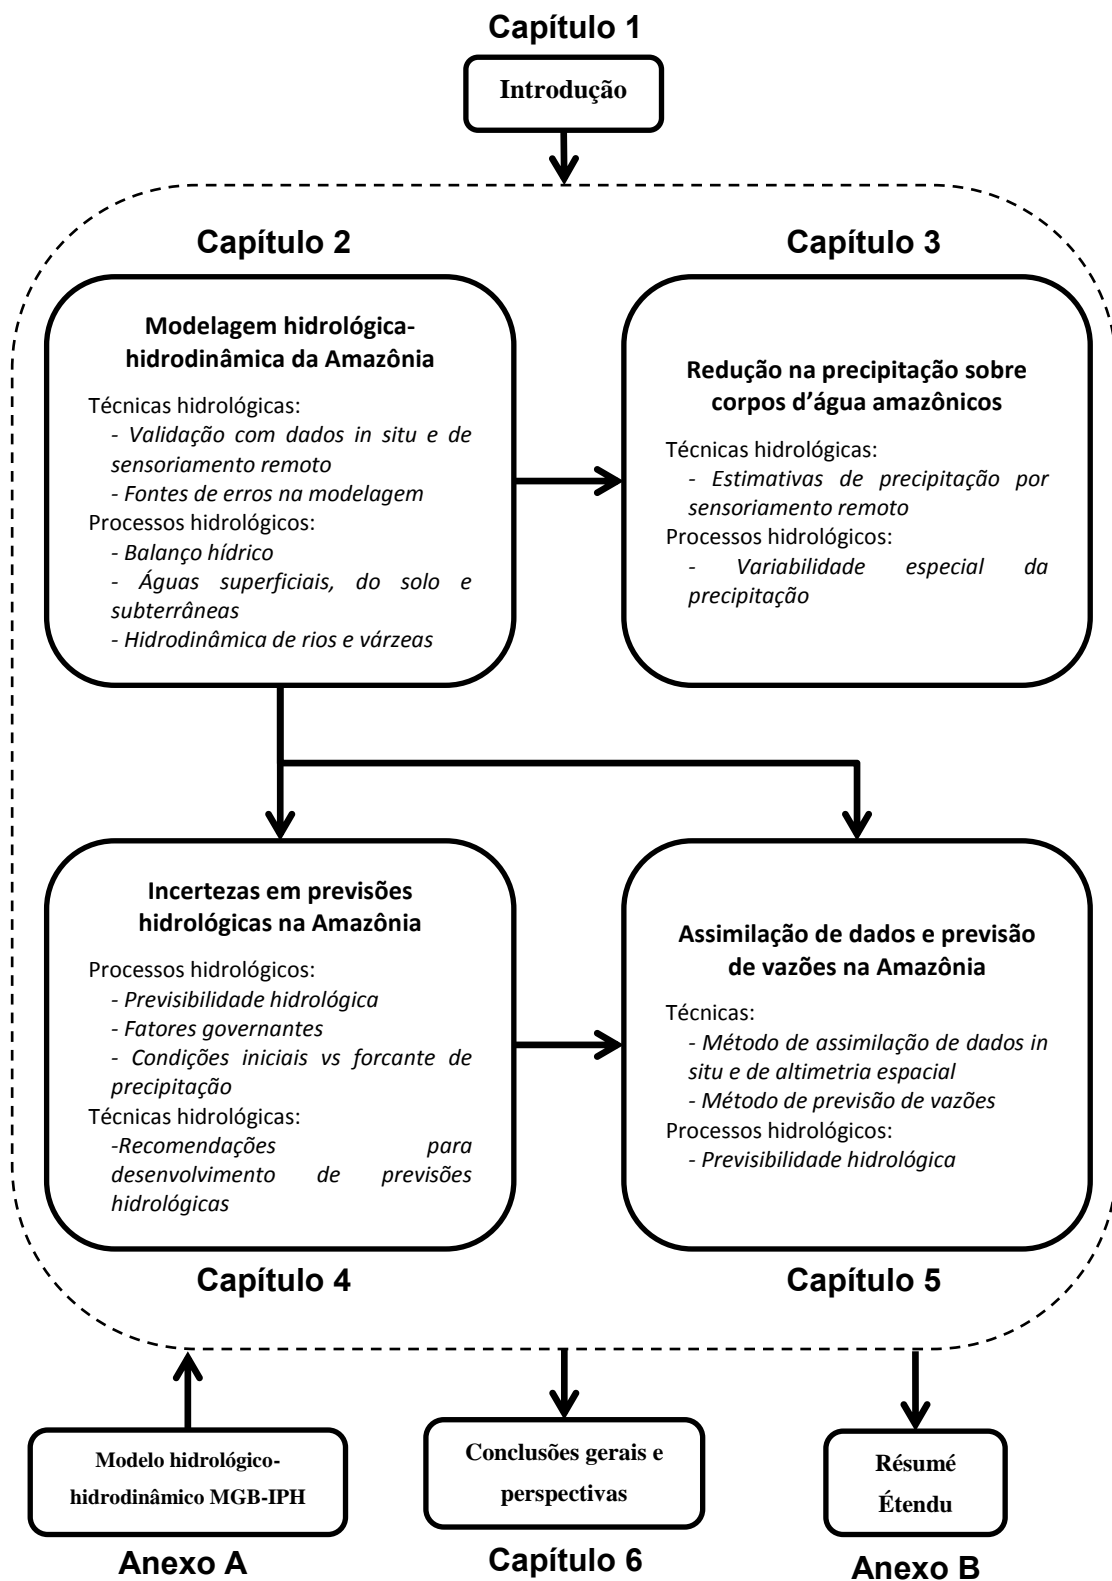 Capítulo 1
Introdução
Capítulo 2
Modelagem hidrológica-
hidrodinâmica da Amazônia
Técnicas hidrológicas:
- Validação com dados in situ e de
sensoriamento remoto
- Fontes de erros na modelagem
Processos hidrológicos:
- Balanço hídrico
- Águas superficiais, do solo e
subterrâneas
- Hidrodinâmica de rios e várzeas
Capítulo 3
Redução na precipitação sobre
corpos d’água amazônicos
Técnicas hidrológicas:
- Estimativas de precipitação por
sensoriamento remoto
Processos hidrológicos:
- Variabilidade especial da
precipitação
Incertezas em previsões
hidrológicas na Amazônia
Processos hidrológicos:
- Previsibilidade hidrológica
- Fatores governantes
- Condições iniciais vs forcante de
precipitação
Técnicas hidrológicas:
-Recomendações para
desenvolvimento de previsões
hidrológicas
Capítulo 4
Assimilação de dados e previsão
de vazões na Amazônia
Técnicas:
- Método de assimilação de dados in
situ e de altimetria espacial
- Método de previsão de vazões
Processos hidrológicos:
- Previsibilidade hidrológica
Capítulo 5
Modelo hidrológico-
hidrodinâmico MGB-IPH
Anexo A
Conclusões gerais e
perspectivas
Capítulo 6
Résumé
Étendu
Anexo B